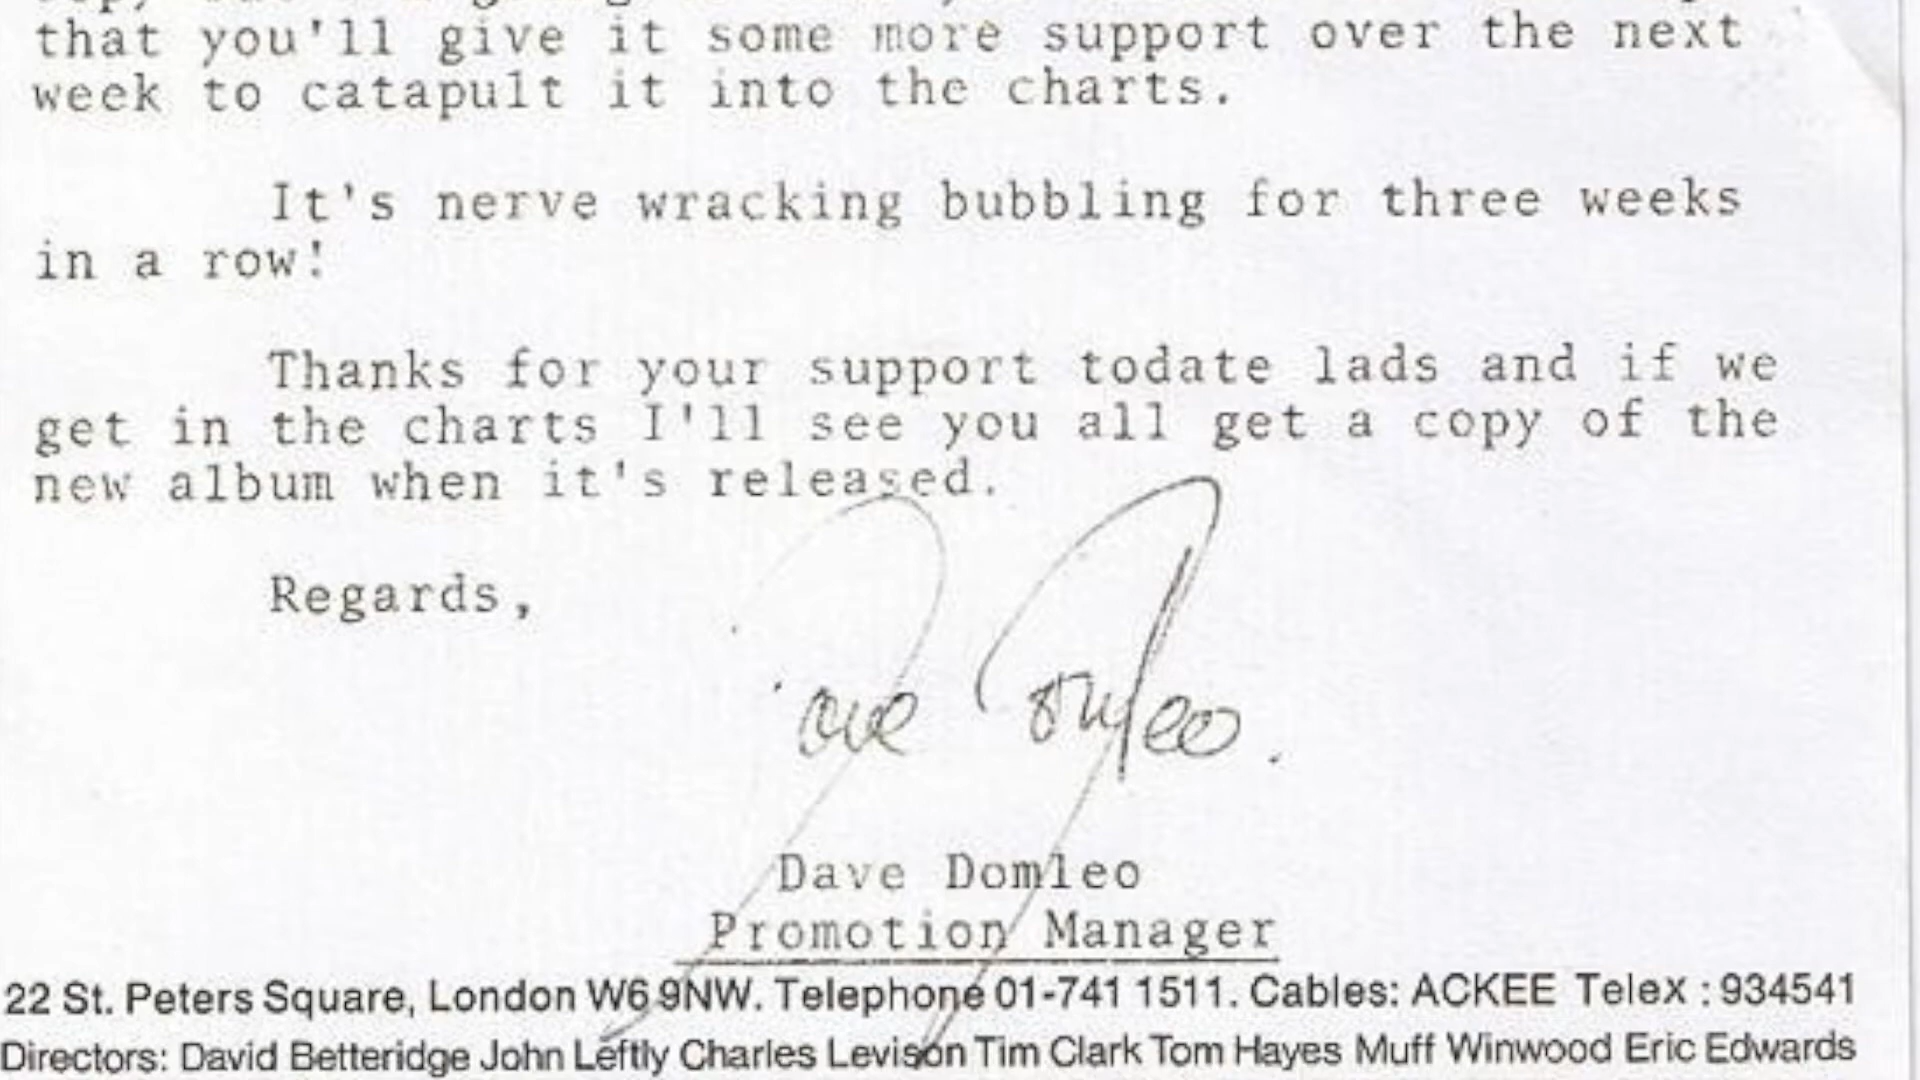 that you'll give it some more support over the next
week to catapult it into the charts.
It's nerve wracking bubbling for three weeks
in a row!
Thanks for your support todate lads and if we
get in the charts I'll see you all get a copy of the
new album when it's released.
Regards,
Dave Domleo
Dave Domleo
Promotion Manager
22 St. Peters Square, London W6 9NW. Telephone 01-741 1511. Cables: ACKEE Telex : 934541
Directors: David Betteridge John Leftly Charles Levison Tim Clark Tom Hayes Muff Winwood Eric Edwards